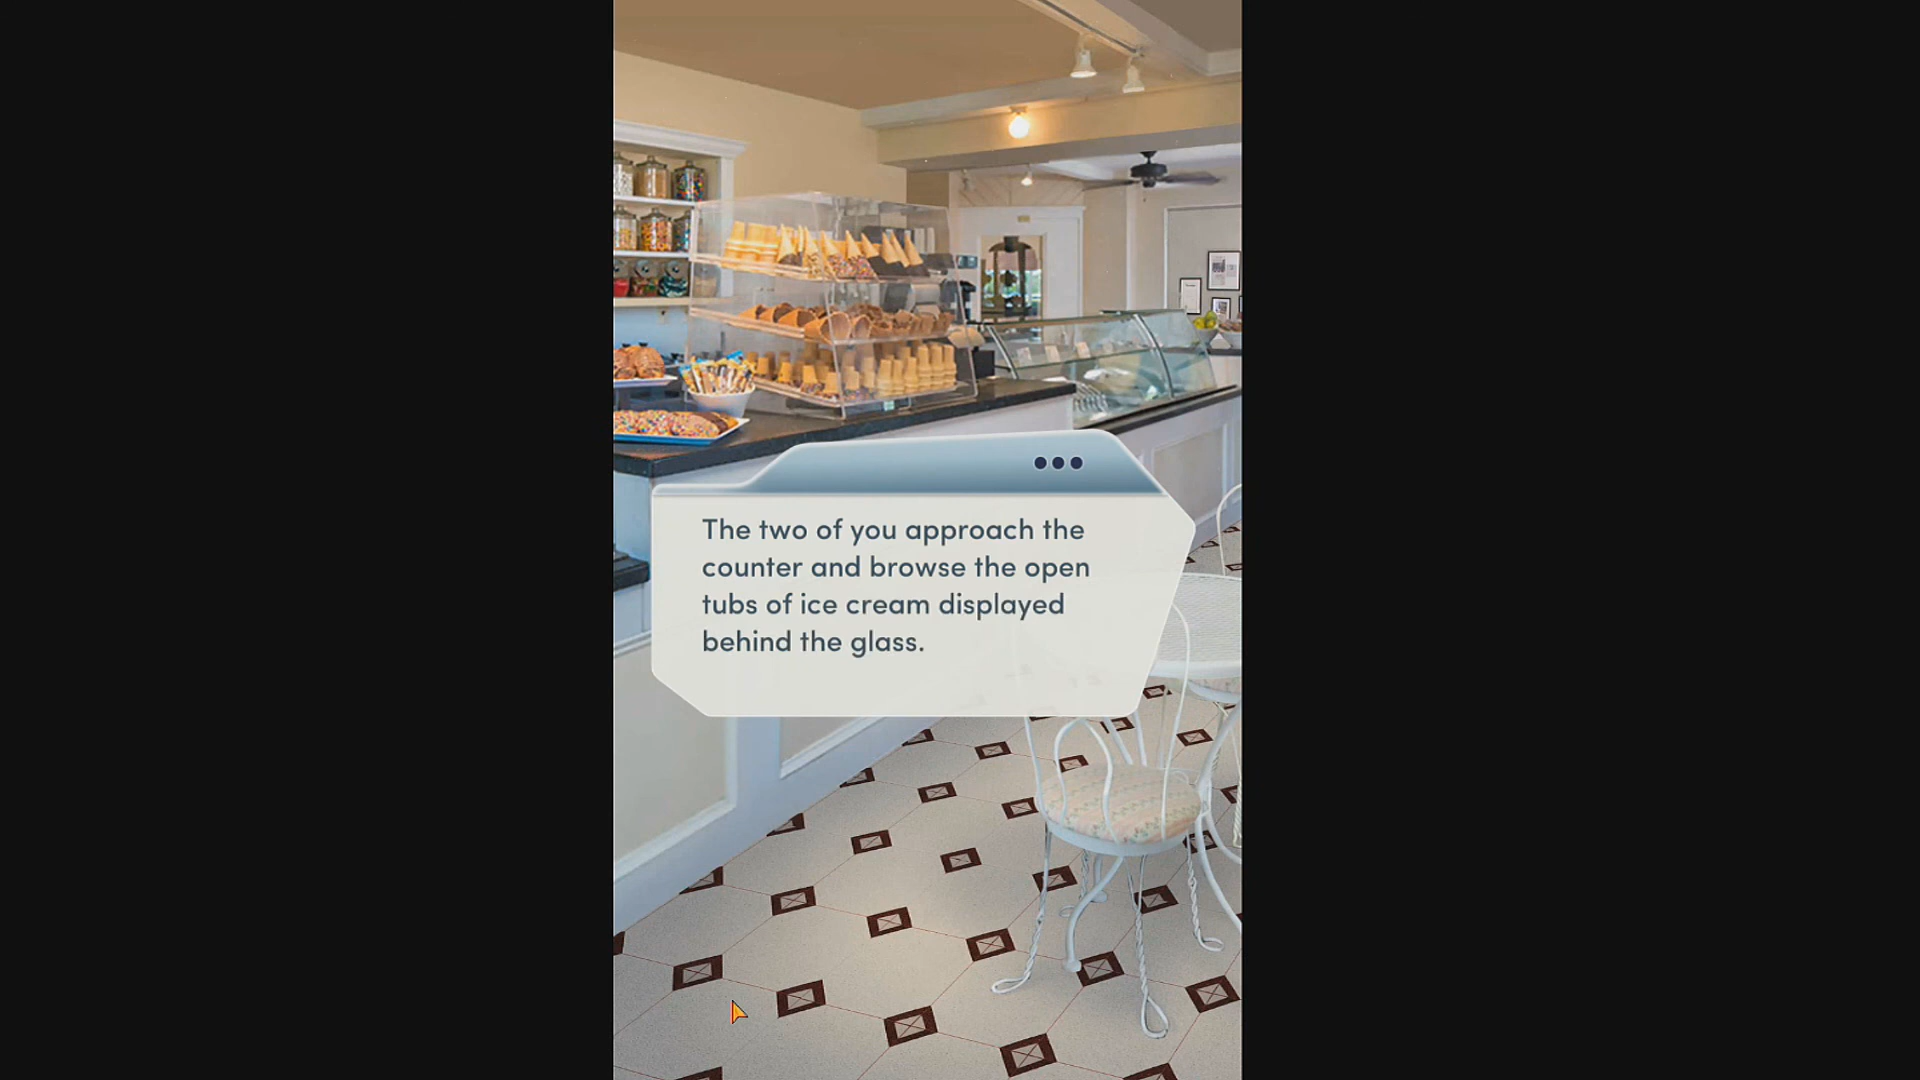 The two of you approach the
counter and browse the open
tubs of ice cream displayed
behind the glass.